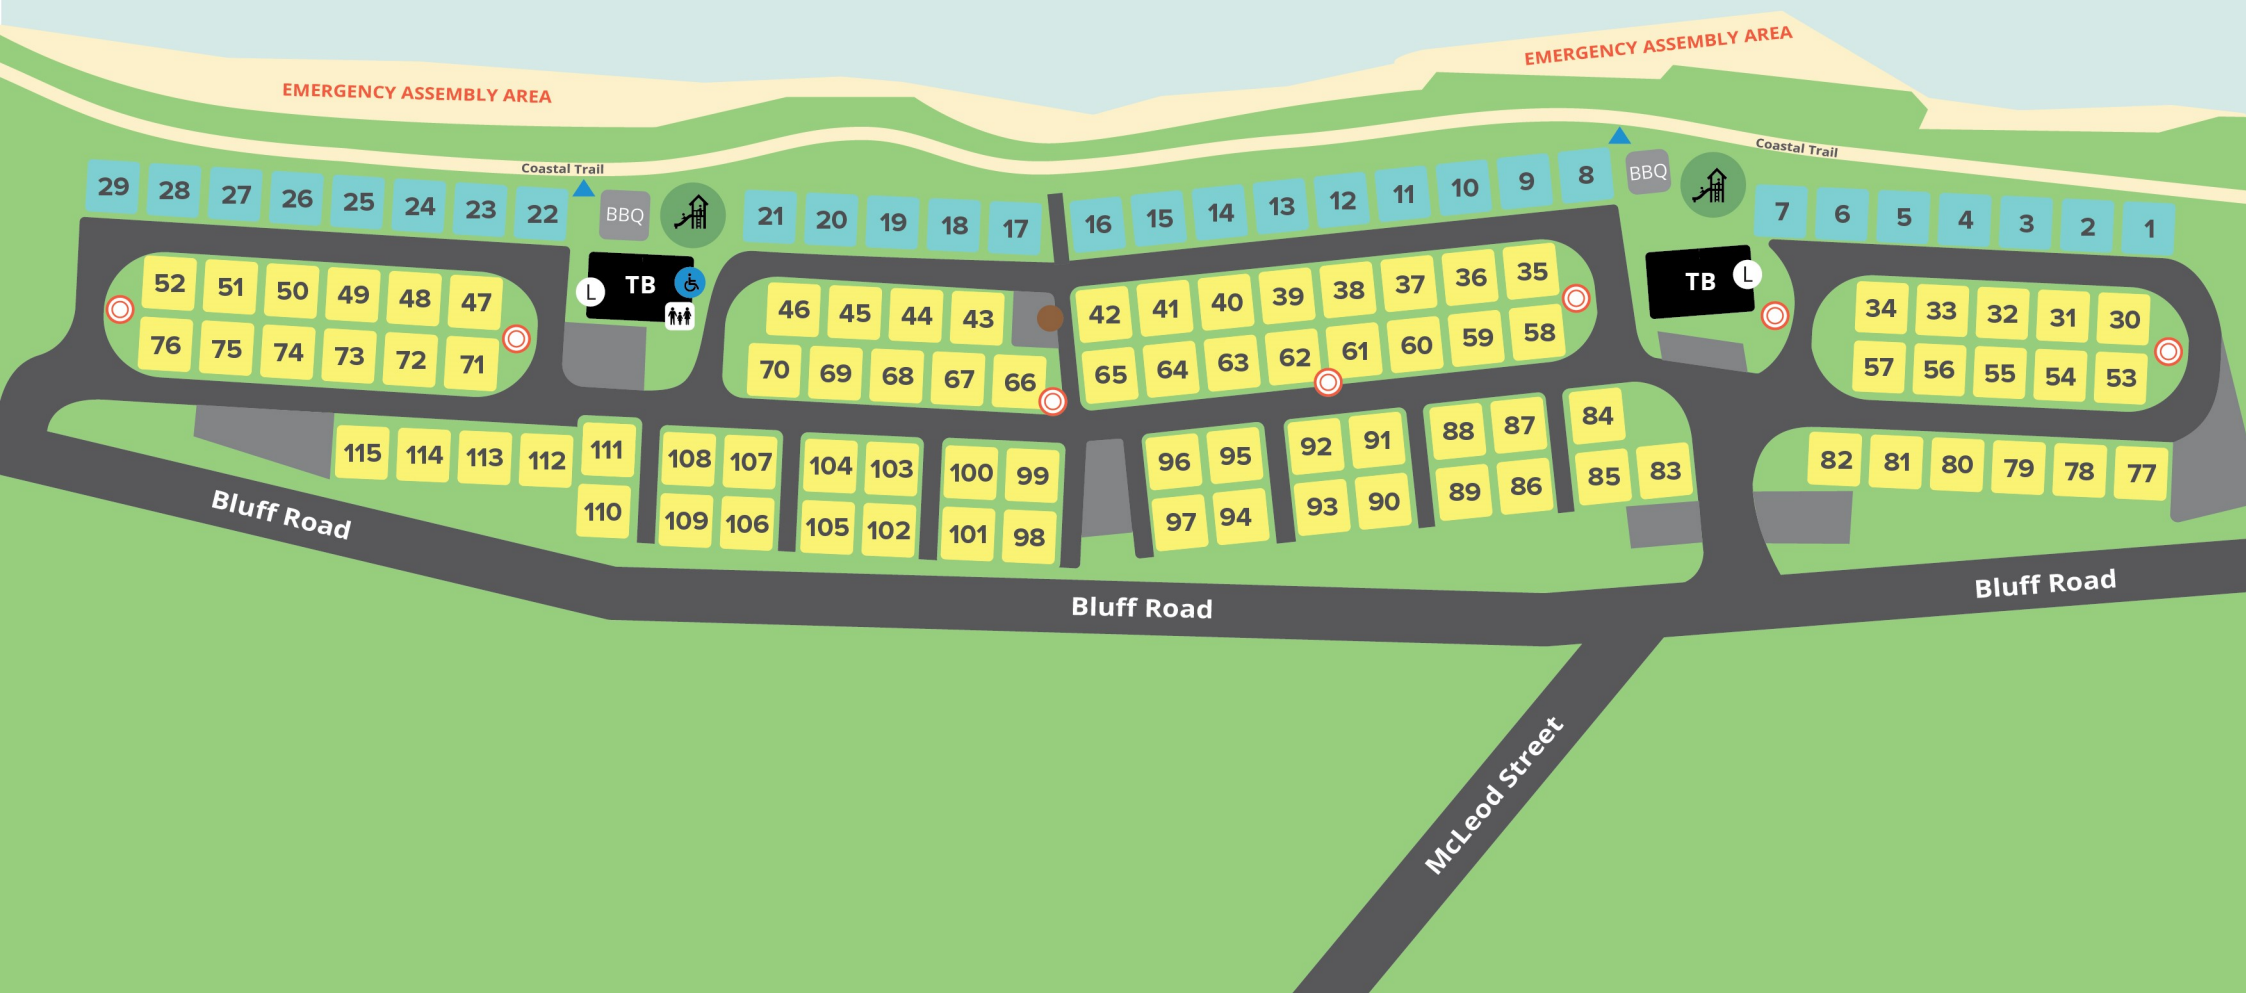 EMERGENCY ASSEMBLY AREA
EMERGENCY ASSEMBLY AREA
Coastal Trail
Coastal Trail
29 28 27 26 25 24 23 22
BBQ
21 20 19 18 17
16 15 14 13 12 11 10 9 8
BBQ
7 6 5 4 3 2 1
52 51 50 49 48 47
76 75 74 73 72 71
L TB
46 45 44 43
70 69 68 67 66
42 41 40 39 38 37 36 35
65 64 63 62 61 60 59 58
TB L
34 33 32 31 30
57 56 55 54 53
115 114 113 112 111
110
108 107
109 106
104 103
105 102
100 99
101 98
96 95
97 94
92 91
93 90
88 87
89 86
84
85 83
82 81 80 79 78 77
Bluff Road
Bluff Road
Bluff Road
McLeod Street